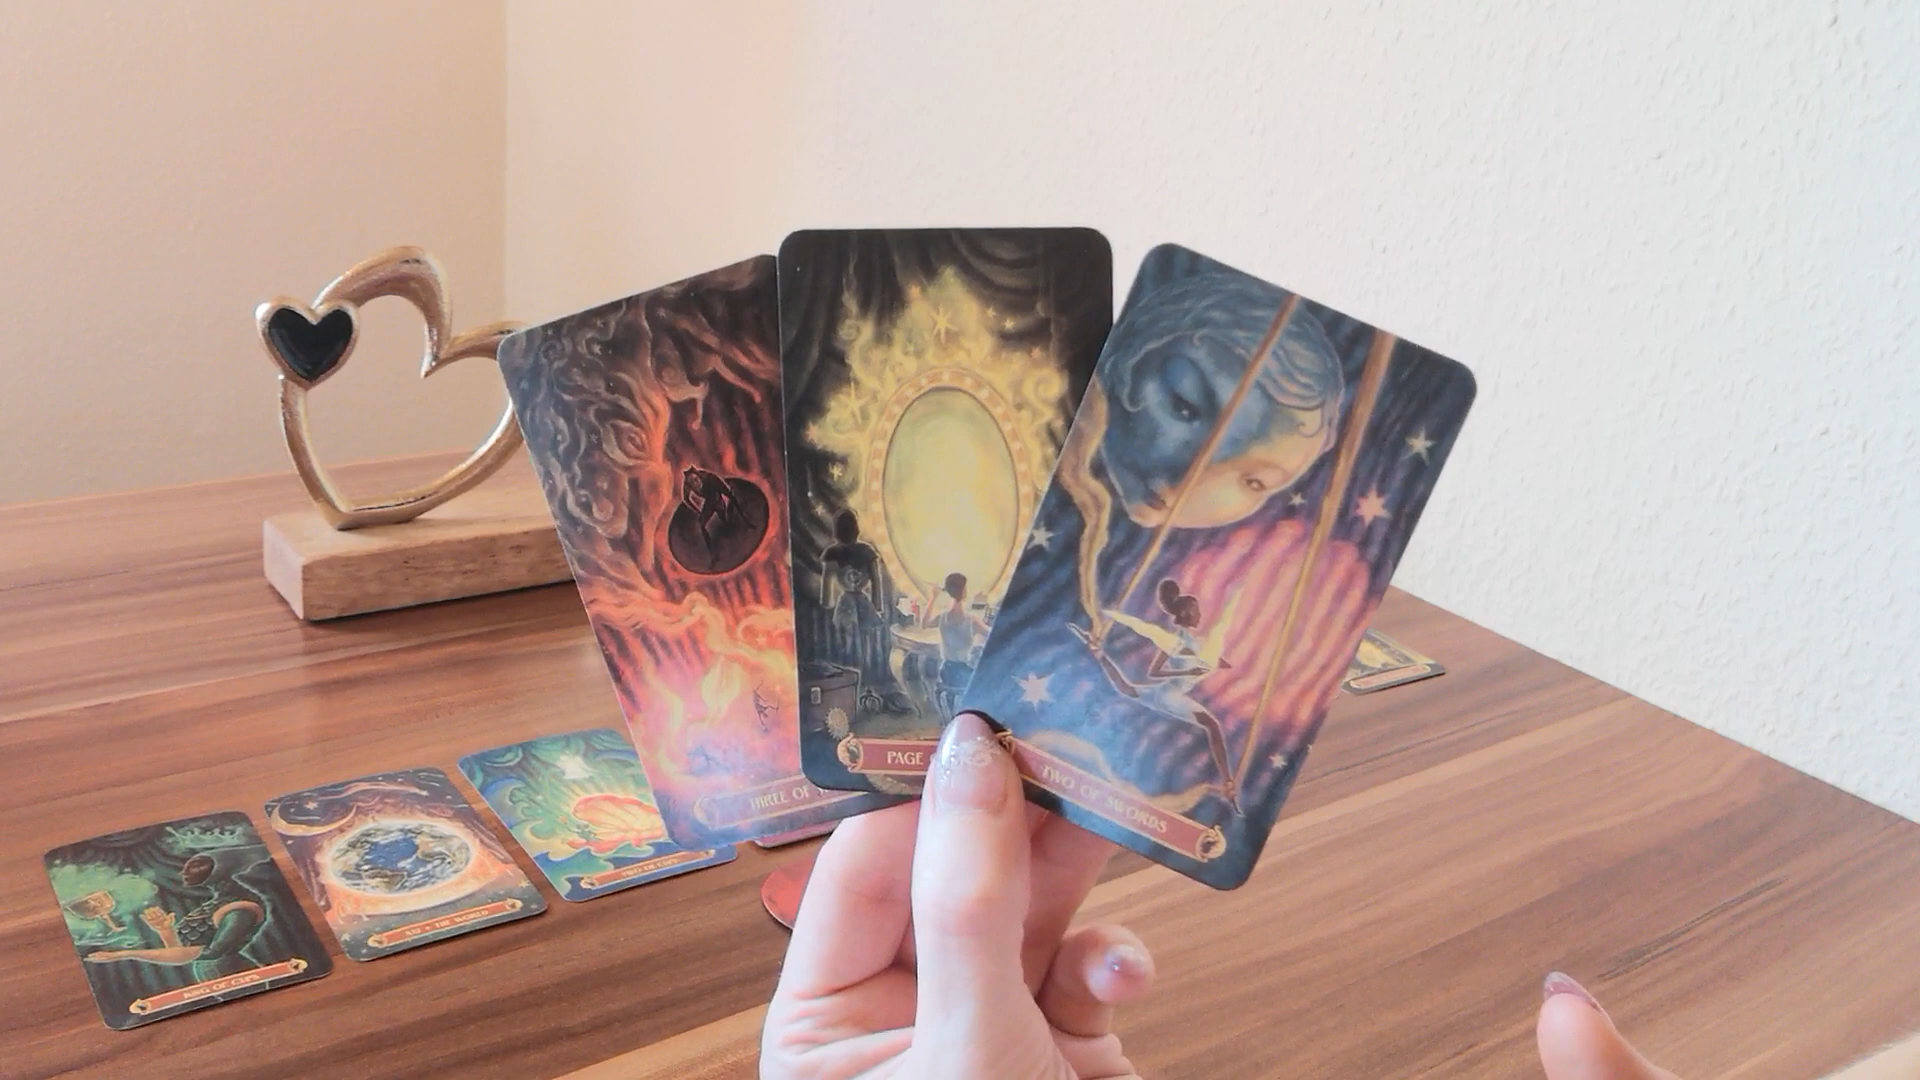 THREE OF
PAGE
TWO OF SWORDS
KING OF CUPS
XXI • THE WORLD
TWO OF CUPS